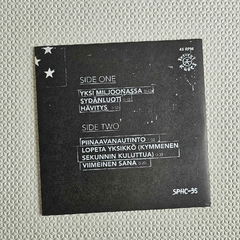 45 RPM
SIDE ONE
YKSI MILJOONASSA
SYDÄNLUOTI
HÄVITYS
SIDE TWO
PIINAAVANAUTINTO
LOPETA YKSIKKÖ (KYMMENEN
SEKUNNIN KULUTTUA)
VIIMEINEN SANA
SPHC-95